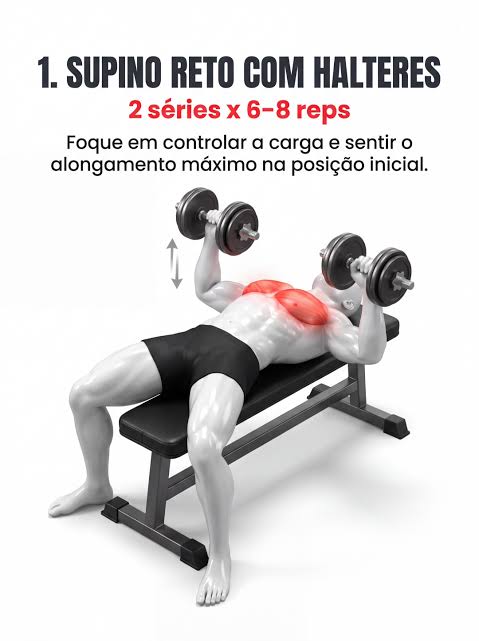 1. SUPINO RETO COM HALTERES
2 séries x 6-8 reps
Foque em controlar a carga e sentir o
alongamento máximo na posição inicial.